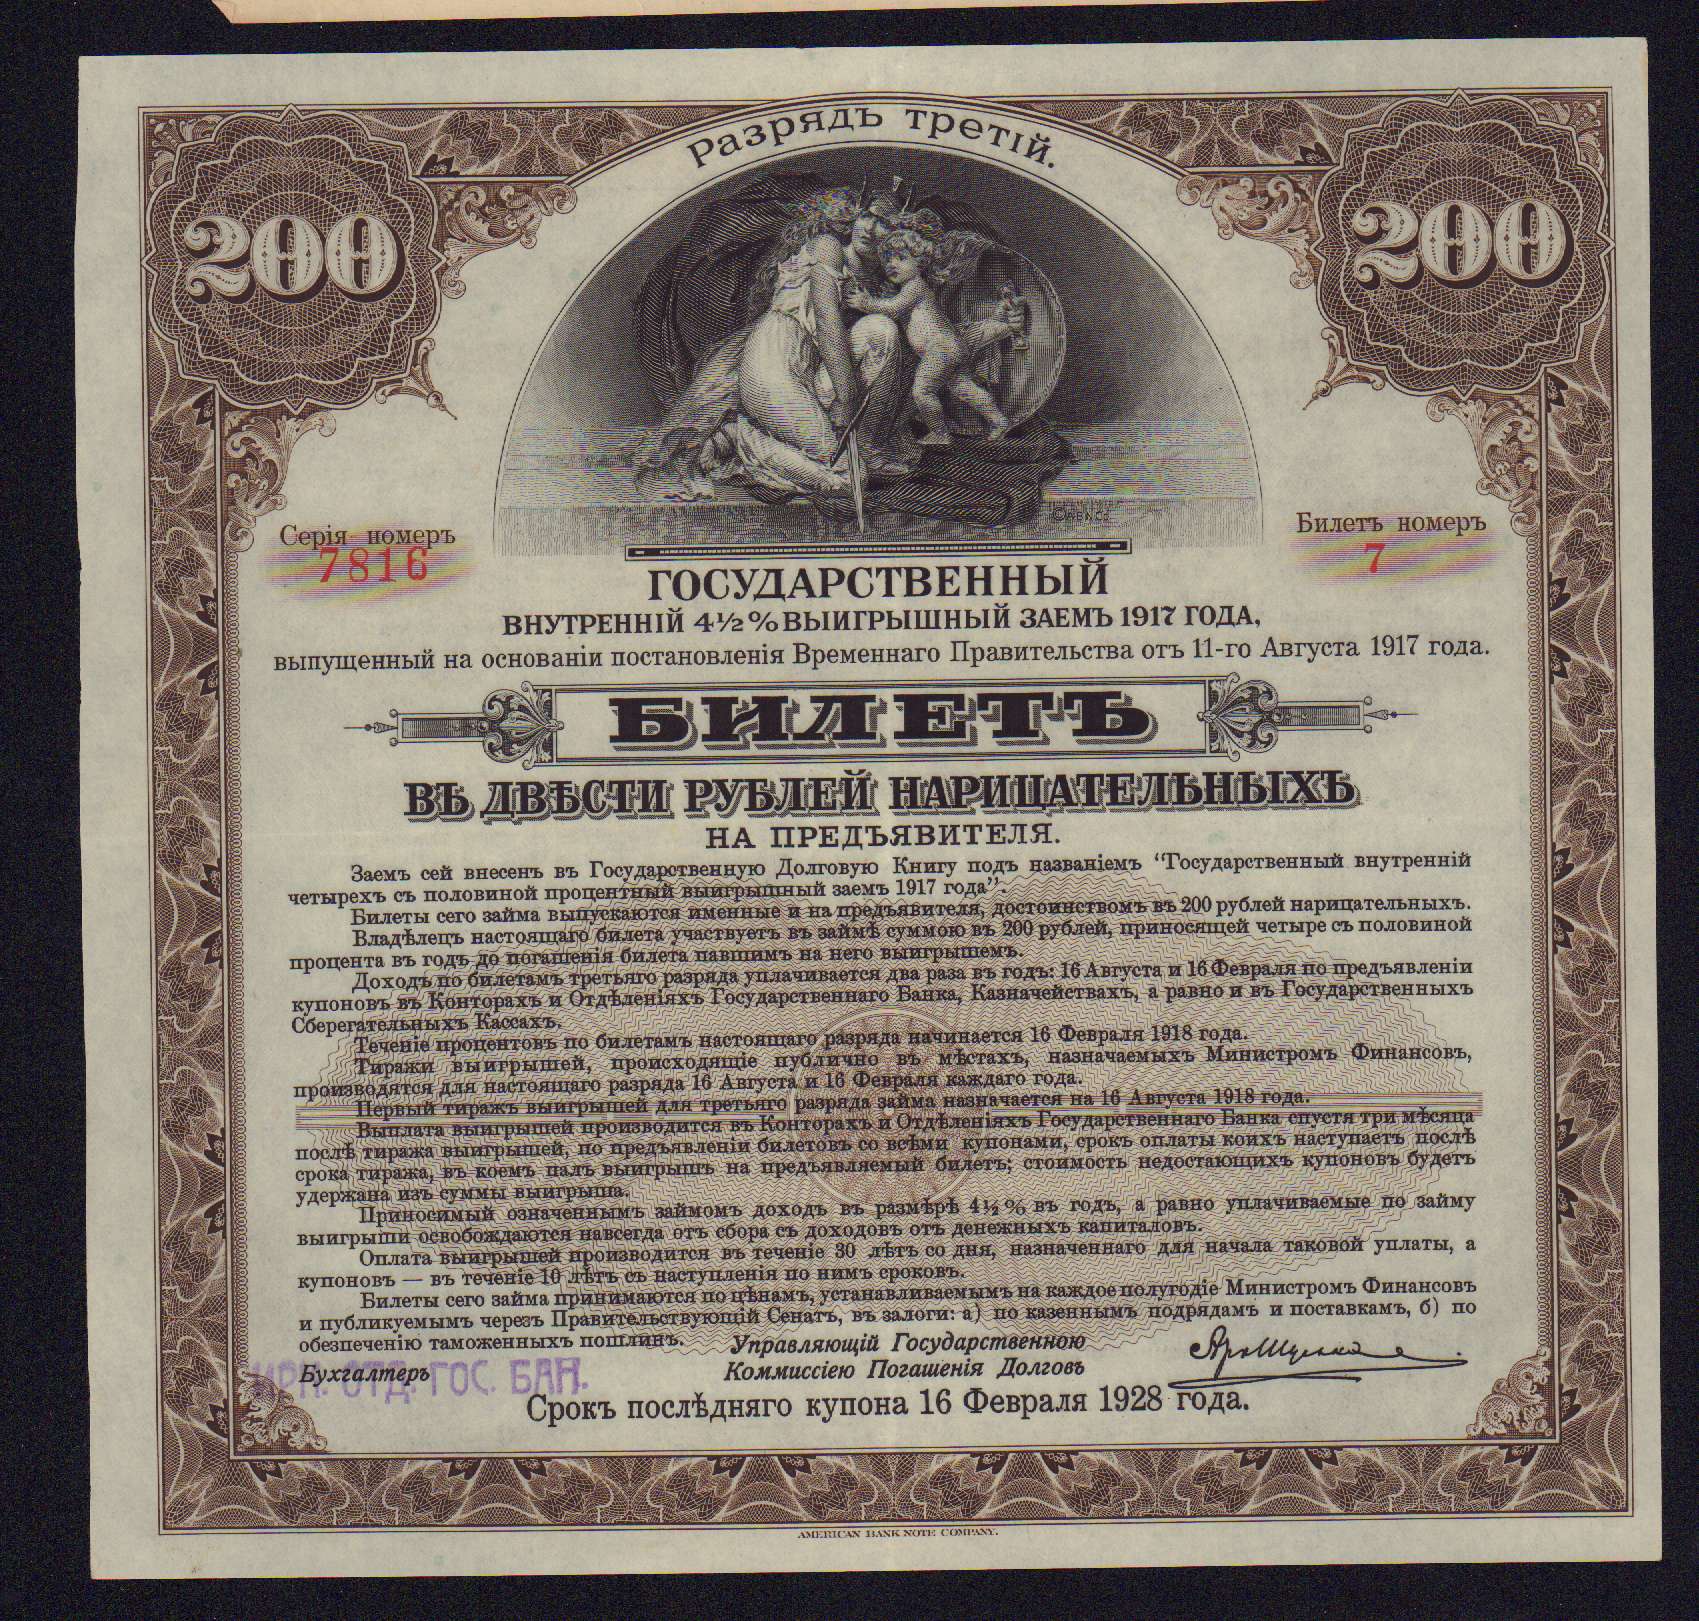 Разрядъ третій.
200
200
Серія номеръ
7816
Билетъ номеръ
7
ГОСУДАРСТВЕННЫЙ
ВНУТРЕННІЙ 4½% ВЫИГРЫШНЫЙ ЗАЕМЪ 1917 ГОДА,
выпущенный на основаніи постановленія Временнаго Правительства отъ 11-го Августа 1917 года.
БИЛЕТЪ
ВЪ ДВѢСТИ РУБЛЕЙ НАРИЦАТЕЛЬНЫХЪ
НА ПРЕДЪЯВИТЕЛЯ.
Заемъ сей внесенъ въ Государственную Долговую Книгу подъ названіемъ “Государственный внутренній
четырехъ съ половиной процентный выигрышный заемъ 1917 года”.
Билеты сего займа выпускаются именные и на предъявителя, достоинствомъ въ 200 рублей нарицательныхъ.
Владѣлецъ настоящаго билета участвуетъ въ займѣ суммою въ 200 рублей, приносящей четыре съ половиной
процента въ годъ до погашенія билета павшимъ на него выигрышемъ.
Доходъ по билетамъ третьяго разряда уплачивается два раза въ годъ: 16 Августа и 16 Февраля по предъявленіи
купоновъ въ Конторахъ и Отдѣленіяхъ Государственнаго Банка, Казначействахъ, а равно и въ Государственныхъ
Сберегательныхъ Кассахъ.
Теченіе процентовъ по билетамъ настоящаго разряда начинается 16 Февраля 1918 года.
Тиражи выигрышей, происходящіе публично въ мѣстахъ, назначаемыхъ Министромъ Финансовъ,
производятся для настоящаго разряда 16 Августа и 16 Февраля каждаго года.
Первый тиражъ выигрышей для третьяго разряда займа назначается на 16 Августа 1918 года.
Выплата выигрышей производится въ Конторахъ и Отдѣленіяхъ Государственнаго Банка спустя три мѣсяца
послѣ тиража выигрышей, по предъявленіи билетовъ со всѣми купонами, срокъ оплаты коихъ наступаетъ послѣ
срока тиража, въ коемъ палъ выигрышъ на предъявляемый билетъ; стоимость недостающихъ купоновъ будетъ
удержана изъ суммы выигрыша.
Приносимый означеннымъ займомъ доходъ въ размѣрѣ 4½% въ годъ, а равно уплачиваемые по займу
выигрыши освобождаются навсегда отъ сбора съ доходовъ отъ денежныхъ капиталовъ.
Оплата выигрышей производится въ теченіе 30 лѣтъ со дня, назначеннаго для начала таковой уплаты, а
купоновъ — въ теченіе 10 лѣтъ съ наступленія по нимъ сроковъ.
Билеты сего займа принимаются по цѣнамъ, устанавливаемымъ на каждое полугодіе Министромъ Финансовъ
и публикуемымъ черезъ Правительствующій Сенатъ, въ залоги: а) по казеннымъ подрядамъ и поставкамъ, б) по
обезпеченію таможенныхъ пошлинъ.
Управляющій Государственною
Коммиссіею Погашенія Долговъ
Бухгалтеръ
ИРК. ОТД. ГОС. БАН.
Срокъ послѣдняго купона 16 Февраля 1928 года.
AMERICAN BANK NOTE COMPANY.